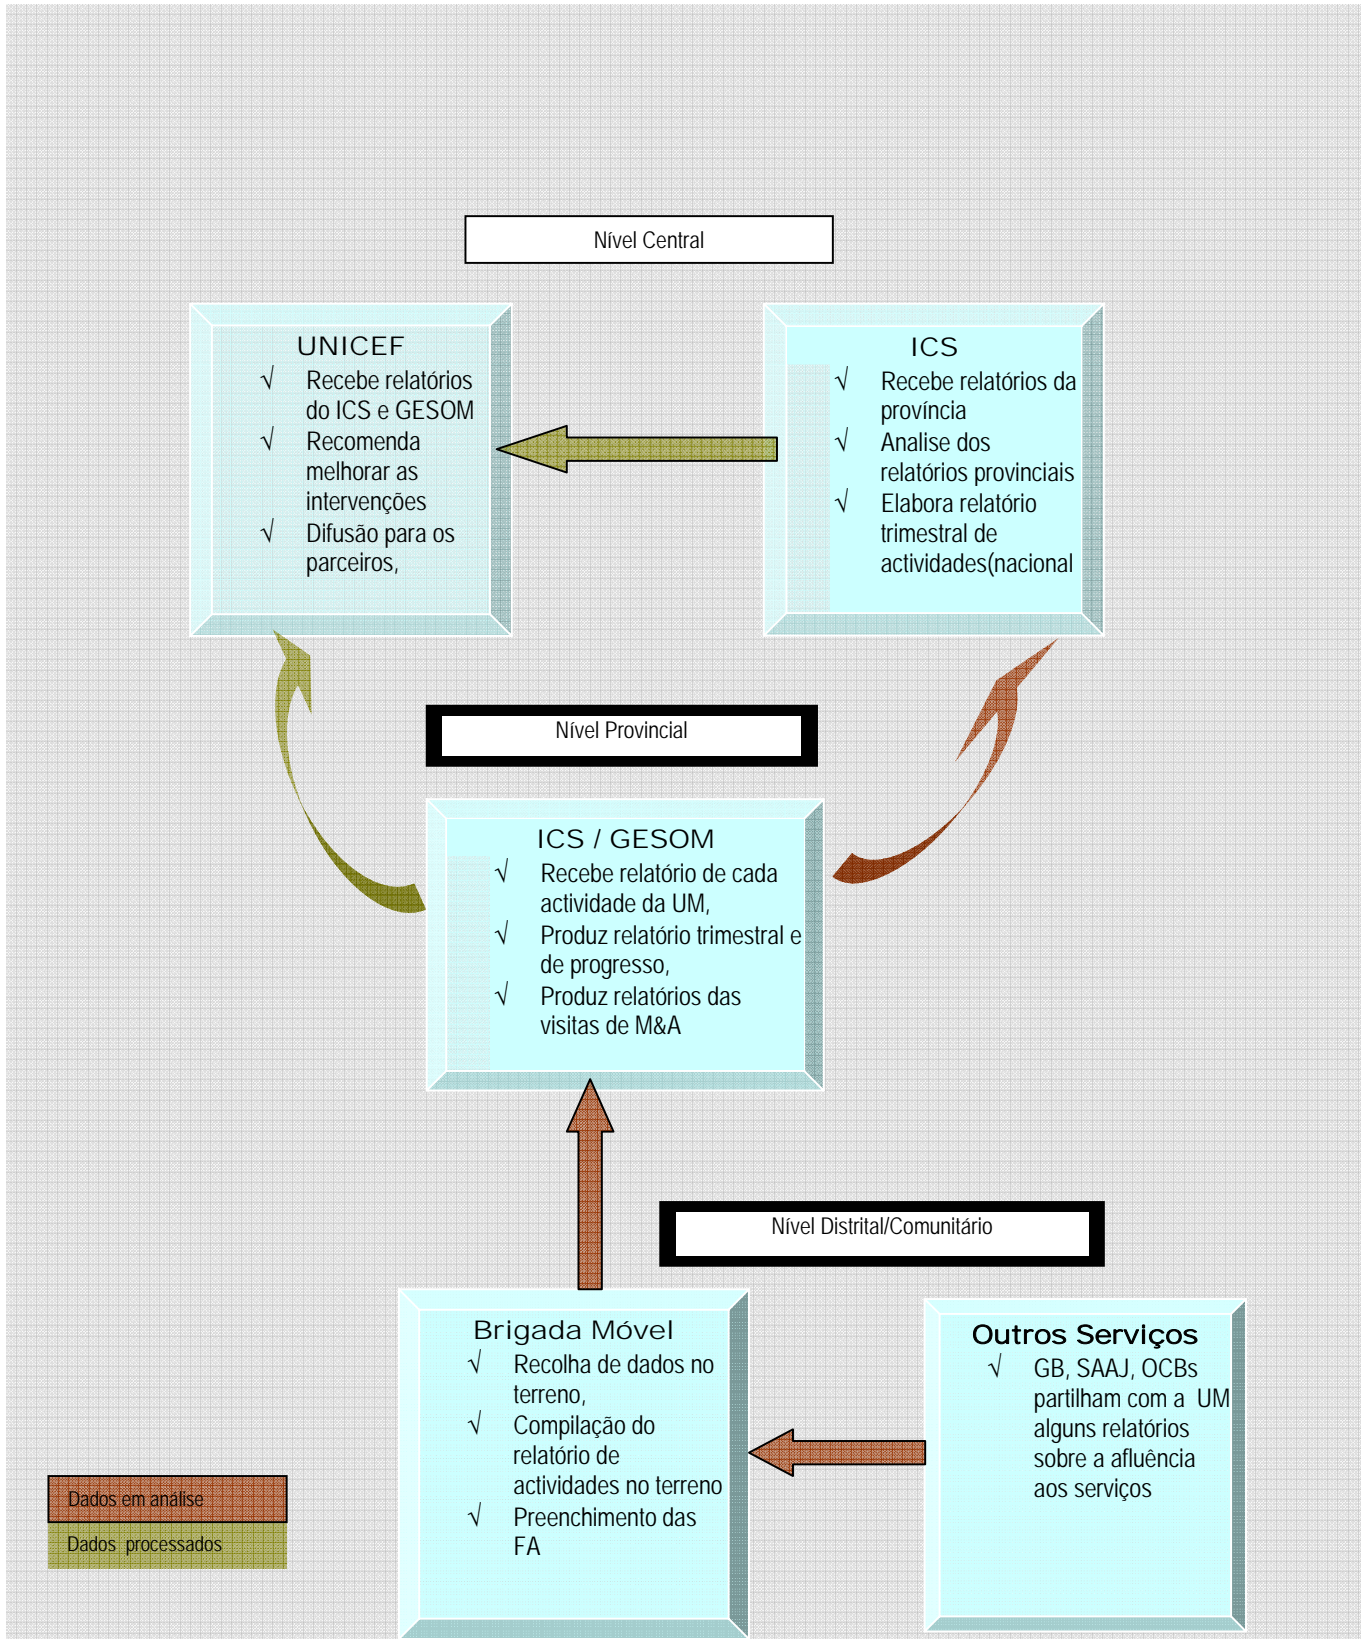 Nível Central
UNICEF
√ Recebe relatórios
do ICS e GESOM
√ Recomenda
melhorar as
intervenções
√ Difusão para os
parceiros,
ICS
√ Recebe relatórios da
província
√ Analise dos
relatórios provinciais
√ Elabora relatório
trimestral de
actividades(nacional
Nível Provincial
ICS / GESOM
√ Recebe relatório de cada
actividade da UM,
√ Produz relatório trimestral e
de progresso,
√ Produz relatórios das
visitas de M&A
Nível Distrital/Comunitário
Brigada Móvel
√ Recolha de dados no
terreno,
√ Compilação do
relatório de
actividades no terreno
√ Preenchimento das
FA
Outros Serviços
√ GB, SAAJ, OCBs
partilham com a UM
alguns relatórios
sobre a afluência
aos serviços
Dados em análise
Dados processados